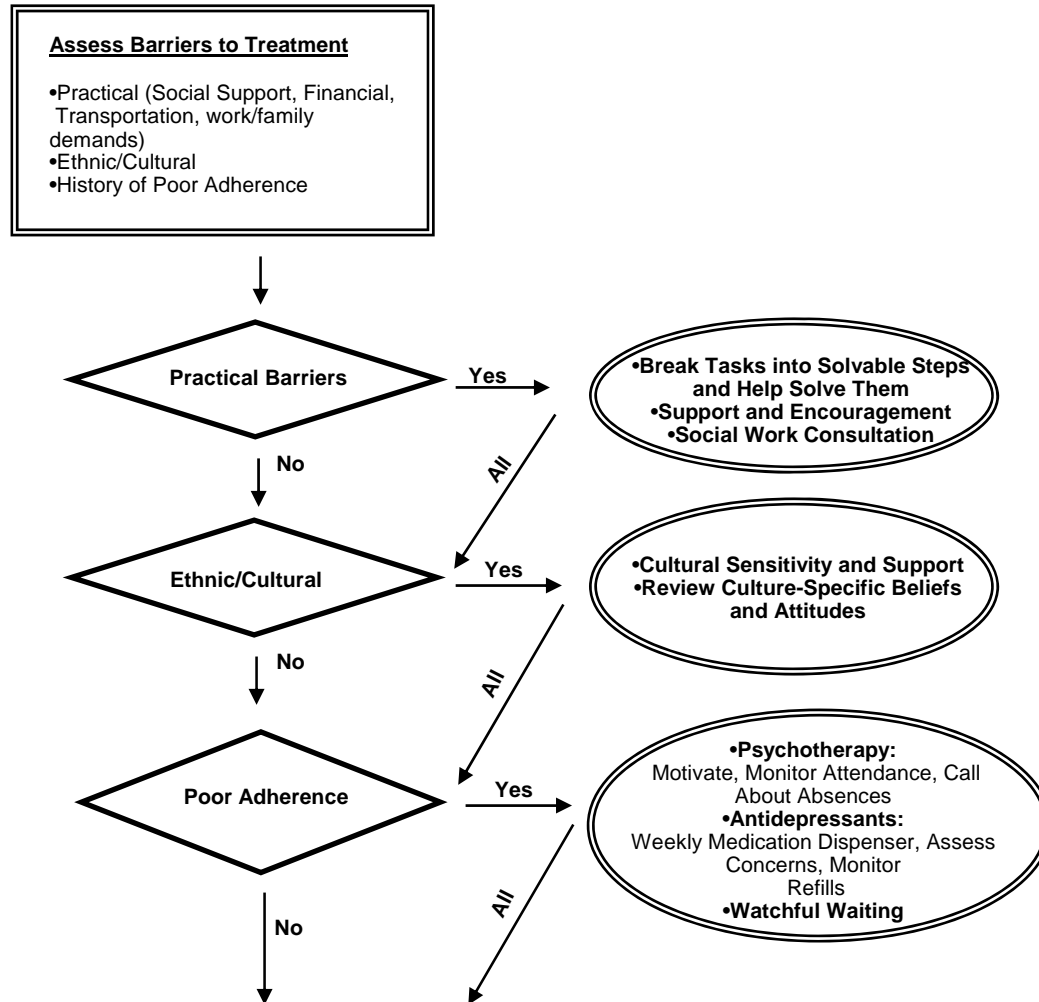 Assess Barriers to Treatment
•Practical (Social Support, Financial,
Transportation, work/family
demands)
•Ethnic/Cultural
•History of Poor Adherence
Practical Barriers
Yes
•Break Tasks into Solvable Steps
and Help Solve Them
•Support and Encouragement
•Social Work Consultation
All
No
Ethnic/Cultural
Yes
•Cultural Sensitivity and Support
•Review Culture-Specific Beliefs
and Attitudes
All
No
Poor Adherence
Yes
•Psychotherapy:
Motivate, Monitor Attendance, Call
About Absences
•Antidepressants:
Weekly Medication Dispenser, Assess
Concerns, Monitor
Refills
•Watchful Waiting
All
No